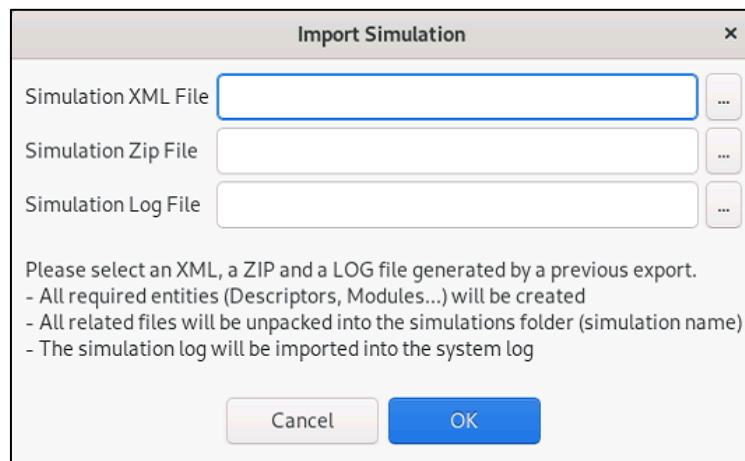 Import Simulation ×
Simulation XML File ...
Simulation Zip File ...
Simulation Log File ...
Please select an XML, a ZIP and a LOG file generated by a previous export.
- All required entities (Descriptors, Modules...) will be created
- All related files will be unpacked into the simulations folder (simulation name)
- The simulation log will be imported into the system log
Cancel OK